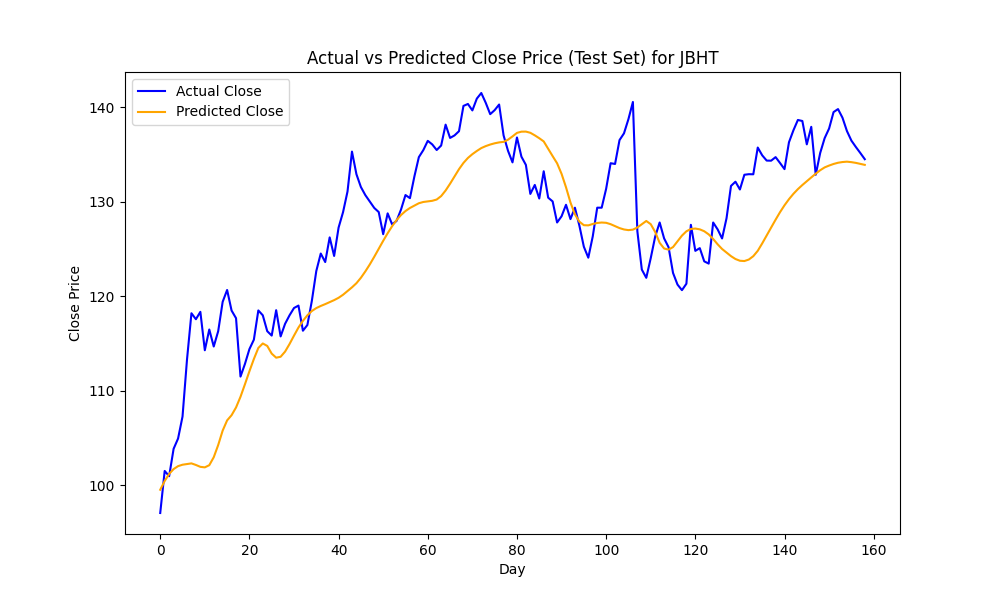 Actual vs Predicted Close Price (Test Set) for JBHT
Actual Close
Predicted Close
Close Price
140
130
120
110
100
0 20 40 60 80 100 120 140 160
Day